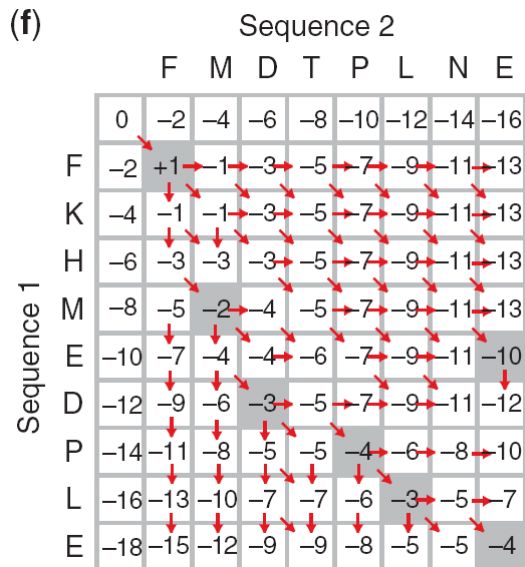 (f)
Sequence 2
F M D T P L N E
0 −2 −4 −6 −8 −10 −12 −14 −16
F −2 +1 −1 −3 −5 −7 −9 −11 −13
K −4 −1 −1 −3 −5 −7 −9 −11 −13
H −6 −3 −3 −3 −5 −7 −9 −11 −13
M −8 −5 −2 −4 −5 −7 −9 −11 −13
E −10 −7 −4 −4 −6 −7 −9 −11 −10
D −12 −9 −6 −3 −5 −7 −9 −11 −12
P −14 −11 −8 −5 −5 −4 −6 −8 −10
L −16 −13 −10 −7 −7 −6 −3 −5 −7
E −18 −15 −12 −9 −9 −8 −5 −5 −4
Sequence 1